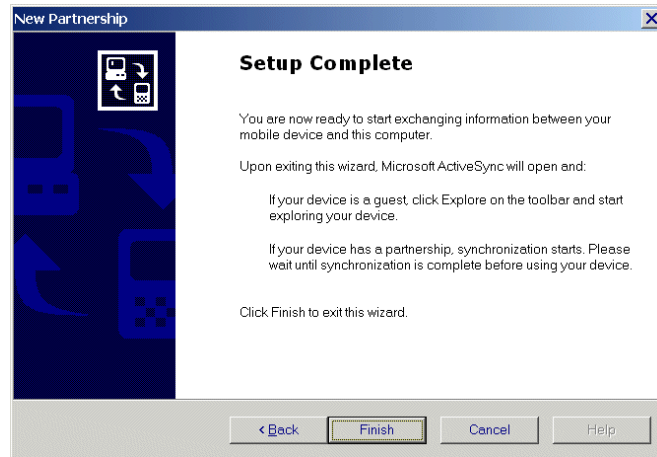 New Partnership
Setup Complete
You are now ready to start exchanging information between your
mobile device and this computer.
Upon exiting this wizard, Microsoft ActiveSync will open and:
If your device is a guest, click Explore on the toolbar and start
exploring your device.
If your device has a partnership, synchronization starts. Please
wait until synchronization is complete before using your device.
Click Finish to exit this wizard.
< Back Finish Cancel Help